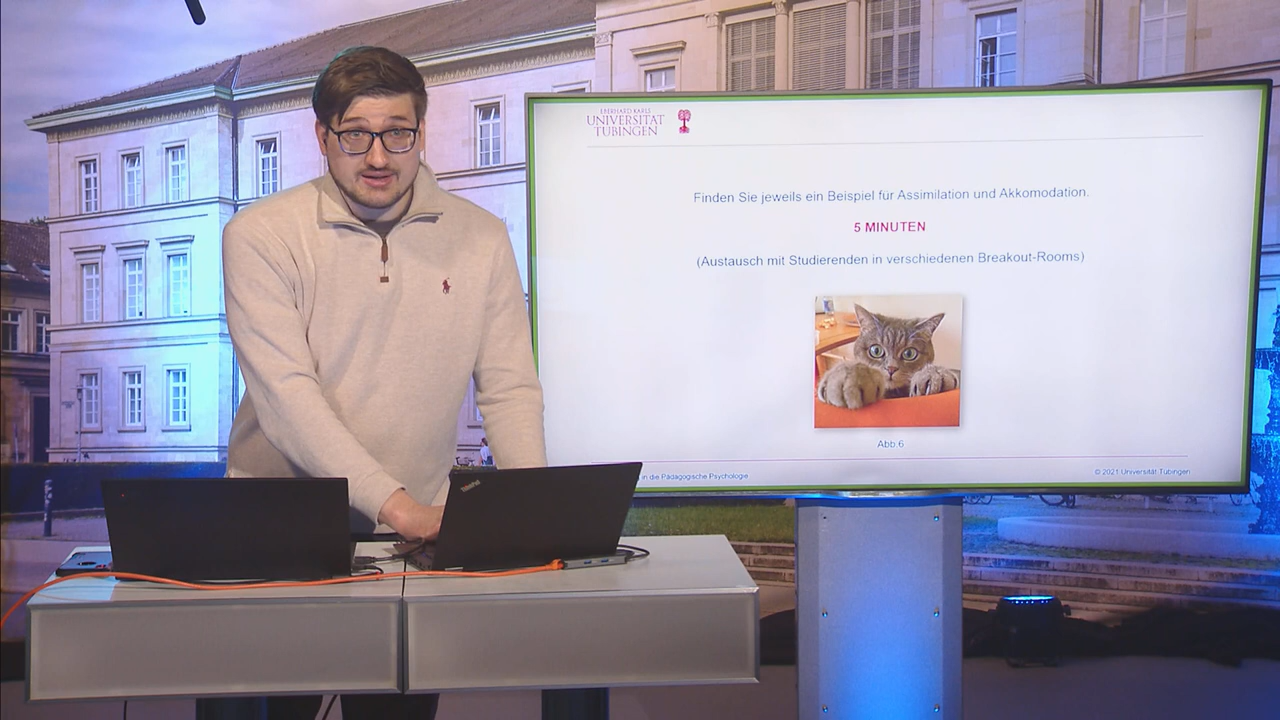 EBERHARD KARLS
UNIVERSITÄT
TÜBINGEN
Finden Sie jeweils ein Beispiel für Assimilation und Akkomodation.
5 MINUTEN
(Austausch mit Studierenden in verschiedenen Breakout-Rooms)
Abb.6
in die Pädagogische Psychologie
© 2021 Universität Tübingen
ThinkPad